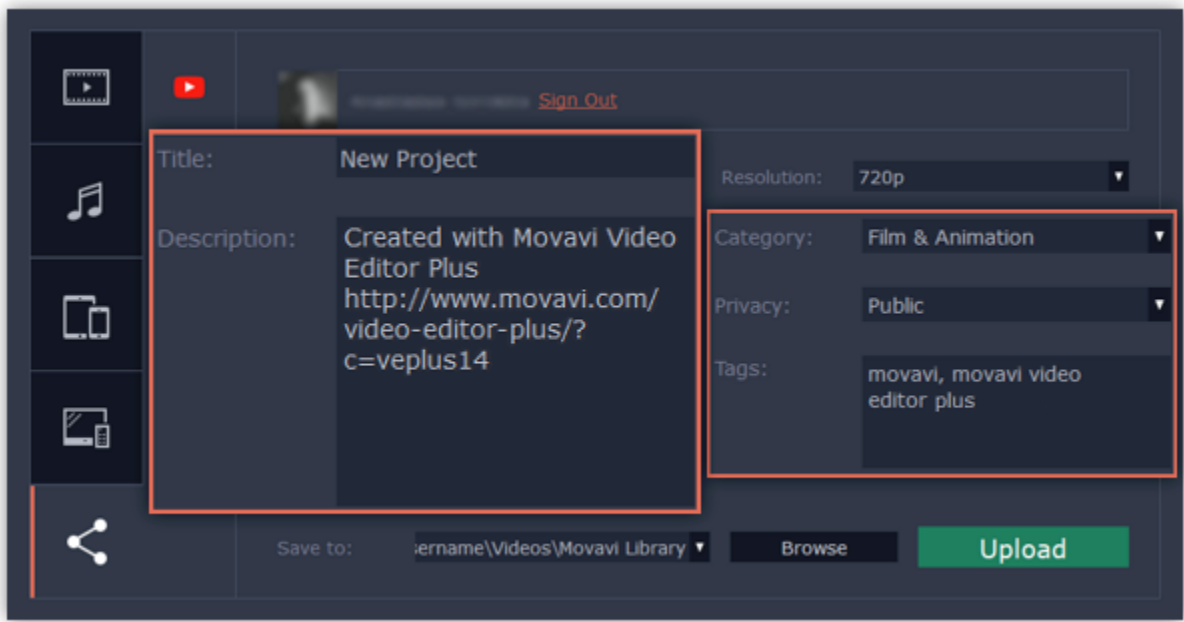 Sign Out
Title:
New Project
Description:
Created with Movavi Video
Editor Plus
http://www.movavi.com/
video-editor-plus/?
c=veplus14
Resolution:
720p
Category:
Film & Animation
Privacy:
Public
Tags:
movavi, movavi video
editor plus
Save to:
sername\Videos\Movavi Library
Browse
Upload